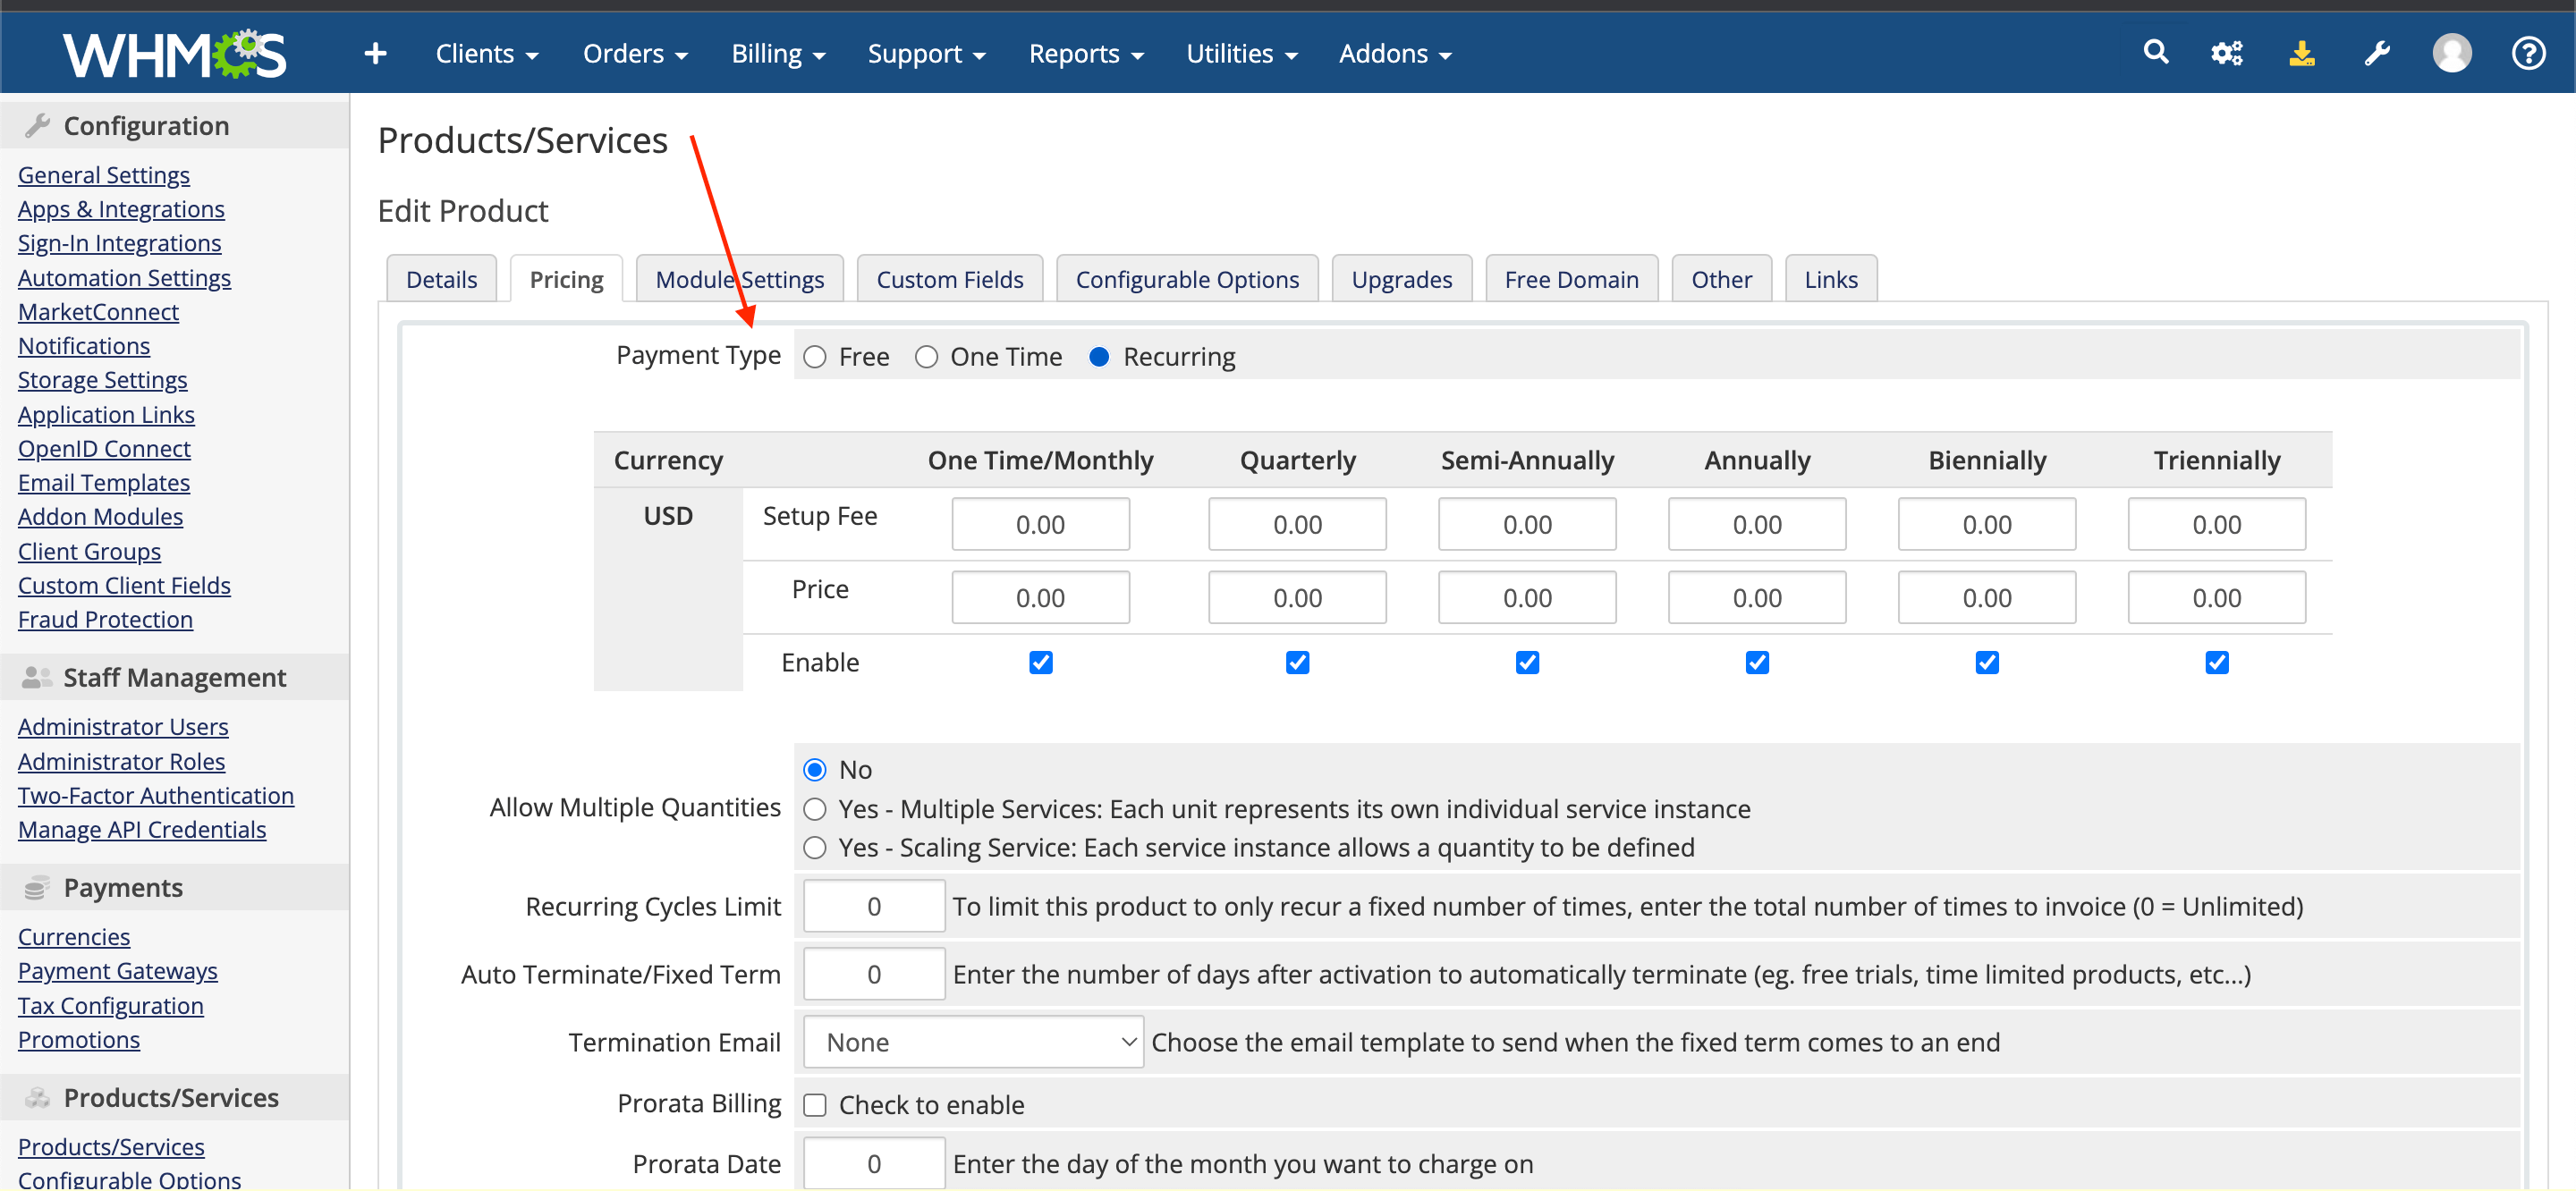 WHMCS
Clients Orders Billing Support Reports Utilities Addons
Configuration
General Settings
Apps & Integrations
Sign-In Integrations
Automation Settings
MarketConnect
Notifications
Storage Settings
Application Links
OpenID Connect
Email Templates
Addon Modules
Client Groups
Custom Client Fields
Fraud Protection
Staff Management
Administrator Users
Administrator Roles
Two-Factor Authentication
Manage API Credentials
Payments
Currencies
Payment Gateways
Tax Configuration
Promotions
Products/Services
Products/Services
Configurable Options
Products/Services
Edit Product
Details Pricing Module Settings Custom Fields Configurable Options Upgrades Free Domain Other Links
Payment Type Free One Time Recurring
Currency One Time/Monthly Quarterly Semi-Annually Annually Biennially Triennially
USD Setup Fee 0.00 0.00 0.00 0.00 0.00 0.00
Price 0.00 0.00 0.00 0.00 0.00 0.00
Enable
Allow Multiple Quantities
No
Yes - Multiple Services: Each unit represents its own individual service instance
Yes - Scaling Service: Each service instance allows a quantity to be defined
Recurring Cycles Limit 0 To limit this product to only recur a fixed number of times, enter the total number of times to invoice (0 = Unlimited)
Auto Terminate/Fixed Term 0 Enter the number of days after activation to automatically terminate (eg. free trials, time limited products, etc...)
Termination Email None Choose the email template to send when the fixed term comes to an end
Prorata Billing Check to enable
Prorata Date 0 Enter the day of the month you want to charge on